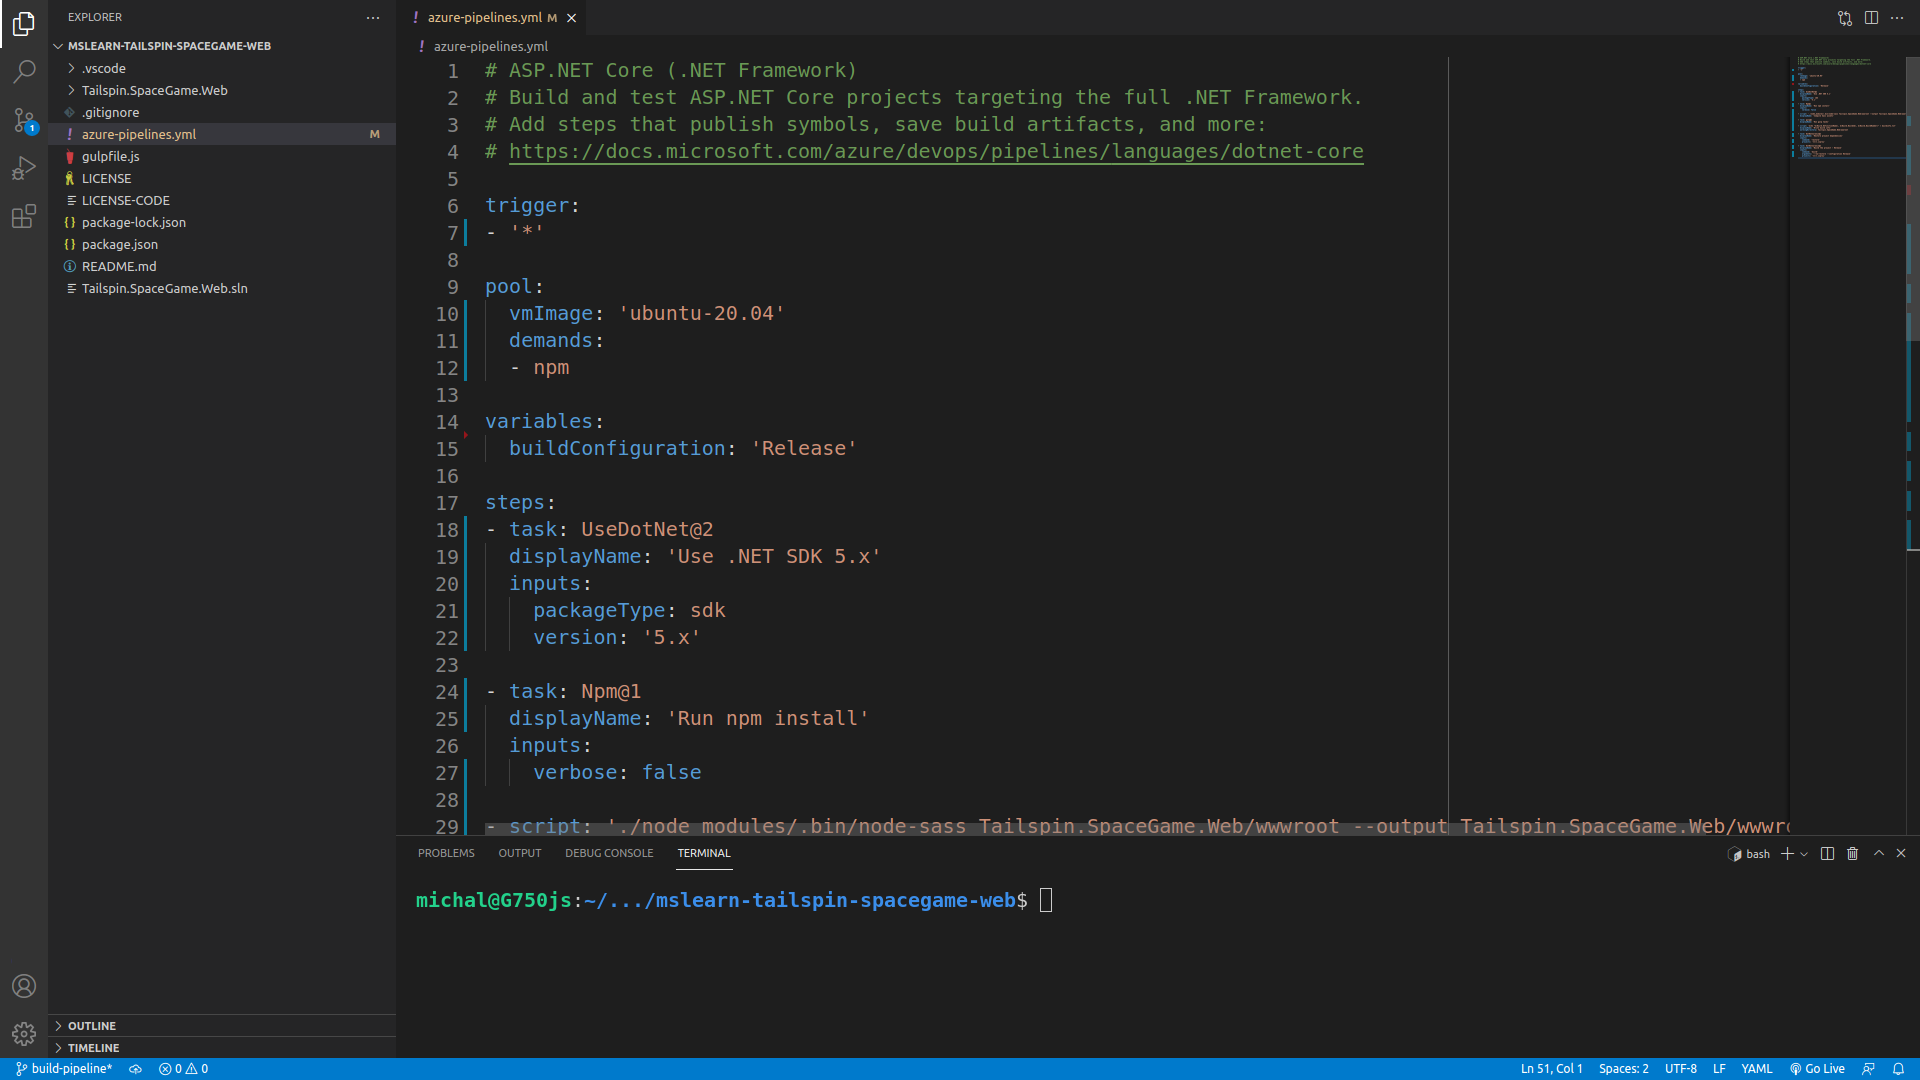 EXPLORER
MSLEARN-TAILSPIN-SPACEGAME-WEB
.vscode
Tailspin.SpaceGame.Web
.gitignore
! azure-pipelines.yml M
gulpfile.js
LICENSE
LICENSE-CODE
{} package-lock.json
{} package.json
README.md
Tailspin.SpaceGame.Web.sln
OUTLINE
TIMELINE
1
! azure-pipelines.yml M
! azure-pipelines.yml
1 # ASP.NET Core (.NET Framework)
2 # Build and test ASP.NET Core projects targeting the full .NET Framework.
3 # Add steps that publish symbols, save build artifacts, and more:
4 # https://docs.microsoft.com/azure/devops/pipelines/languages/dotnet-core
5
6 trigger:
7 - '*'
8
9 pool:
10   vmImage: 'ubuntu-20.04'
11   demands:
12   - npm
13
14 variables:
15   buildConfiguration: 'Release'
16
17 steps:
18 - task: UseDotNet@2
19   displayName: 'Use .NET SDK 5.x'
20   inputs:
21     packageType: sdk
22     version: '5.x'
23
24 - task: Npm@1
25   displayName: 'Run npm install'
26   inputs:
27     verbose: false
28
29 - script: './node_modules/.bin/node-sass Tailspin.SpaceGame.Web/wwwroot --output Tailspin.SpaceGame.Web/wwwr
PROBLEMS OUTPUT DEBUG CONSOLE TERMINAL bash
michal@G750js:~/.../mslearn-tailspin-spacegame-web$
build-pipeline* 0 0 Ln 51, Col 1 Spaces: 2 UTF-8 LF YAML Go Live